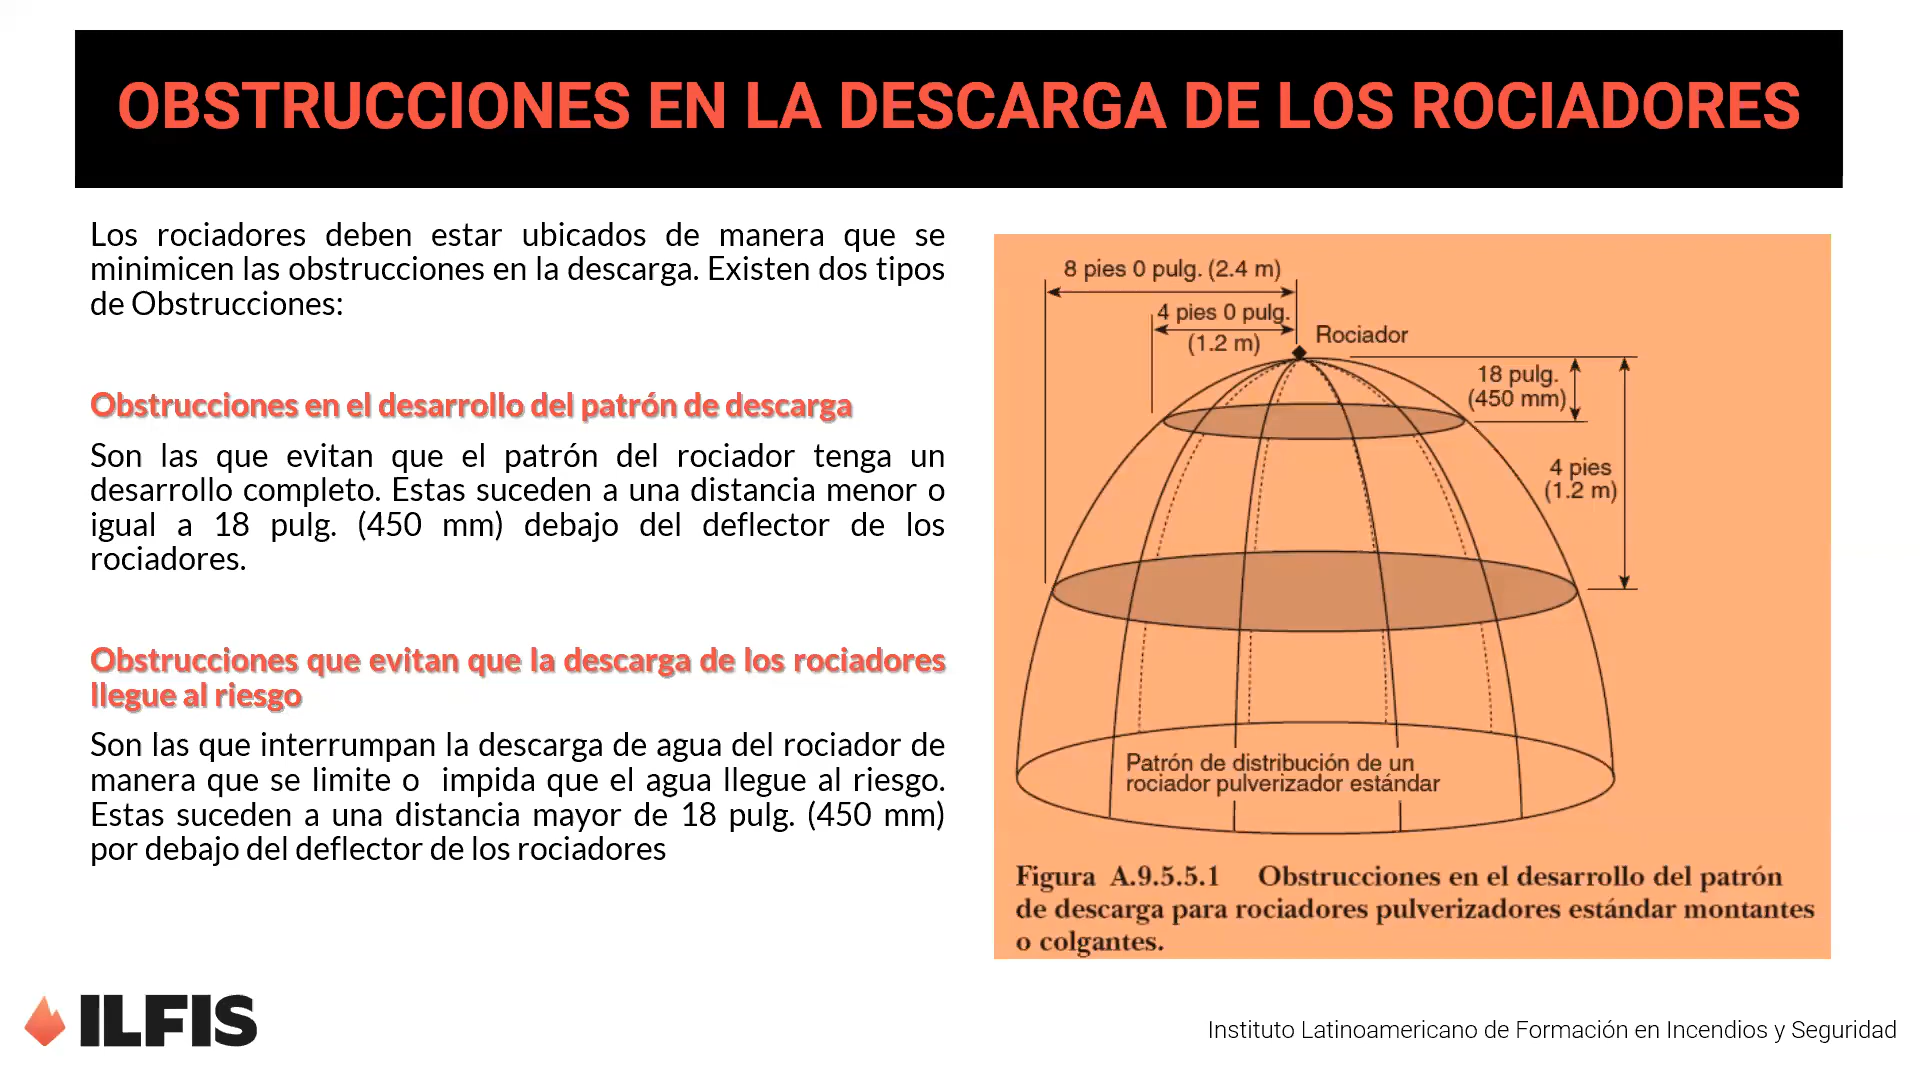 OBSTRUCCIONES EN LA DESCARGA DE LOS ROCIADORES
Los rociadores deben estar ubicados de manera que se
minimicen las obstrucciones en la descarga. Existen dos tipos
de Obstrucciones:
Obstrucciones en el desarrollo del patrón de descarga
Son las que evitan que el patrón del rociador tenga un
desarrollo completo. Estas suceden a una distancia menor o
igual a 18 pulg. (450 mm) debajo del deflector de los
rociadores.
Obstrucciones que evitan que la descarga de los rociadores
llegue al riesgo
Son las que interrumpan la descarga de agua del rociador de
manera que se limite o impida que el agua llegue al riesgo.
Estas suceden a una distancia mayor de 18 pulg. (450 mm)
por debajo del deflector de los rociadores
8 pies 0 pulg. (2.4 m)
4 pies 0 pulg.
(1.2 m)
Rociador
18 pulg.
(450 mm)
4 pies
(1.2 m)
Patrón de distribución de un
rociador pulverizador estándar
Figura A.9.5.5.1 Obstrucciones en el desarrollo del patrón
de descarga para rociadores pulverizadores estándar montantes
o colgantes.
ILFIS
Instituto Latinoamericano de Formación en Incendios y Seguridad